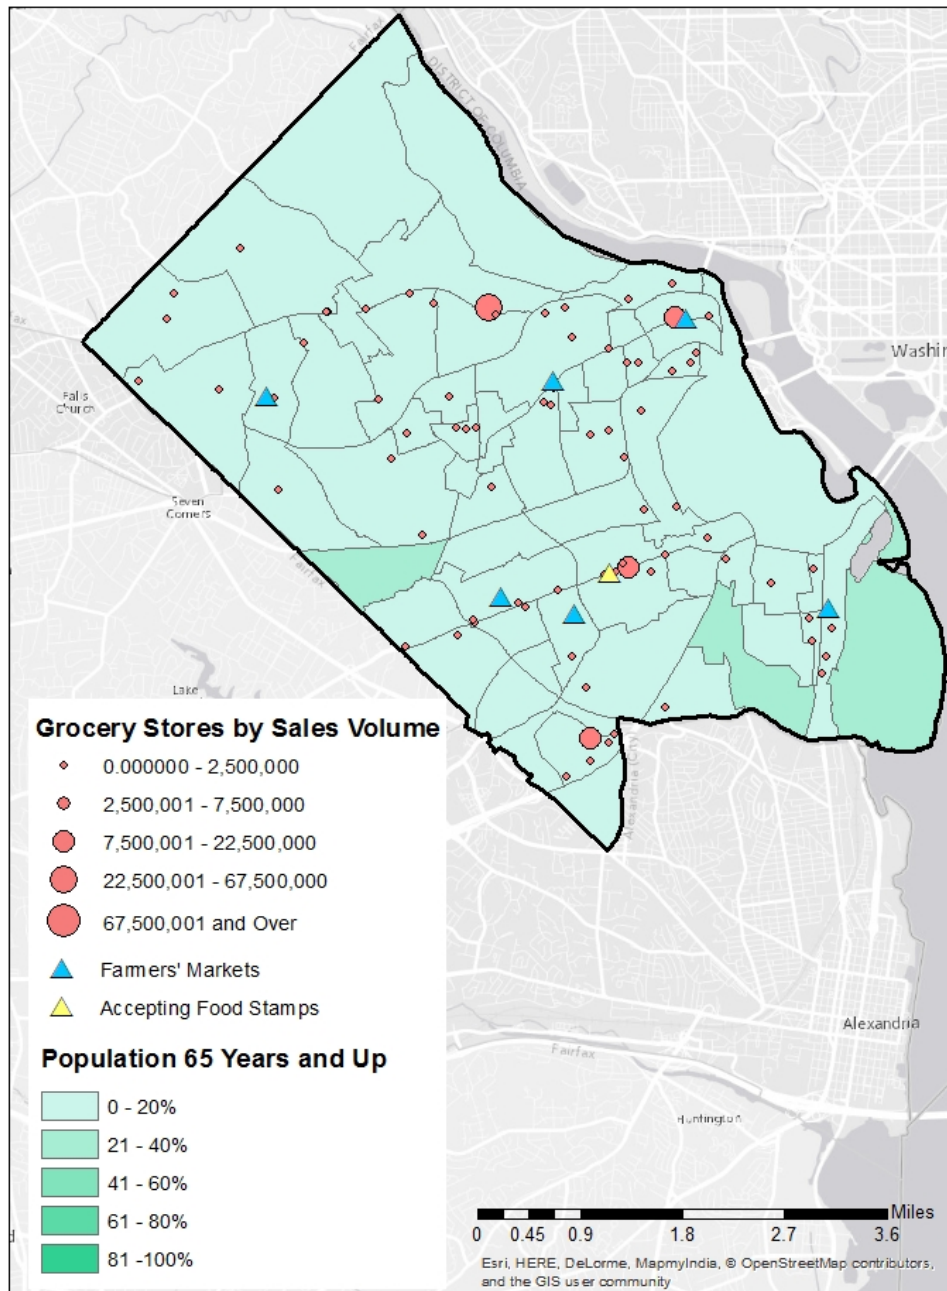 Fairfax
DISTRICT OF COLUMBIA
Washin
Falls
Church
Seven
Corners
Fairfax
Lake
Alexandria (City)
Grocery Stores by Sales Volume
0.000000 - 2,500,000
2,500,001 - 7,500,000
7,500,001 - 22,500,000
22,500,001 - 67,500,000
67,500,001 and Over
Farmers' Markets
Accepting Food Stamps
Population 65 Years and Up
0 - 20%
21 - 40%
41 - 60%
61 - 80%
81 -100%
Alexandria
Fairfax
Huntington
Miles
0 0.45 0.9 1.8 2.7 3.6
Esri, HERE, DeLorme, MapmyIndia, © OpenStreetMap contributors,
and the GIS user community